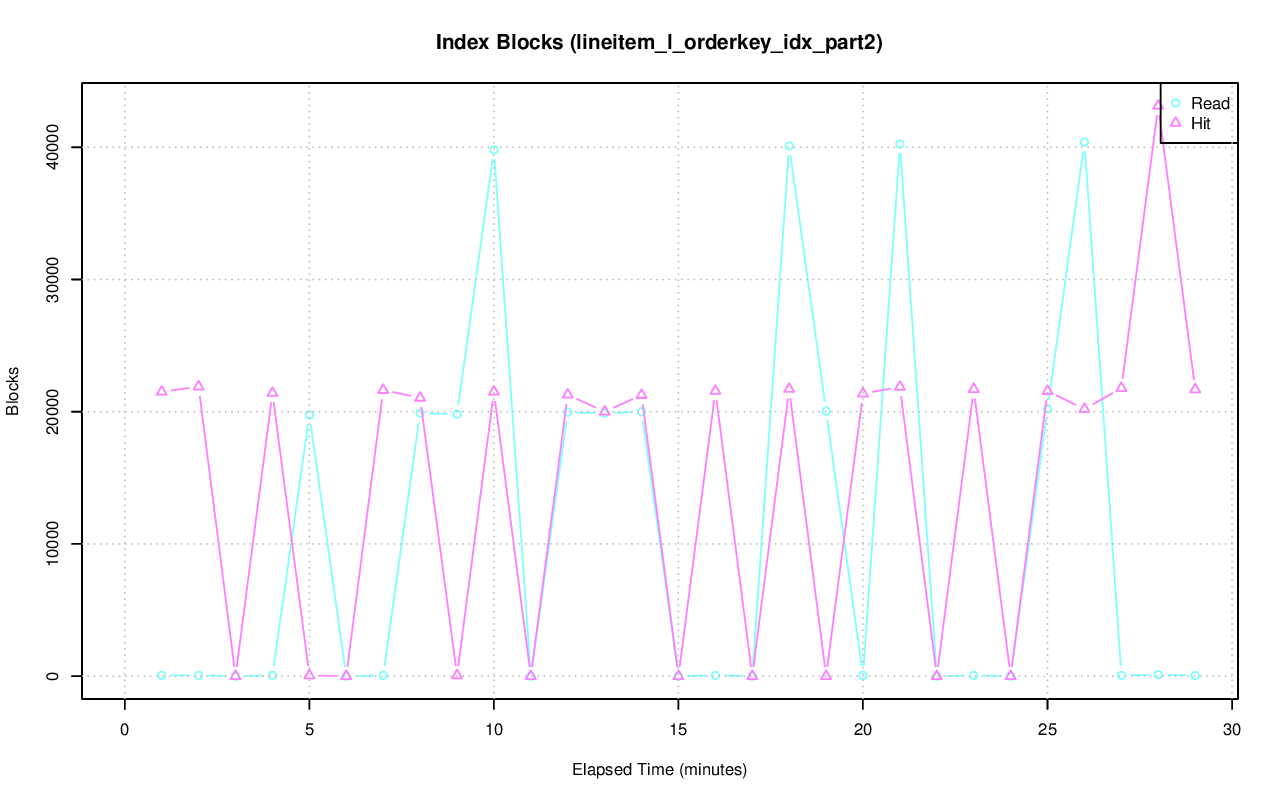 Index Blocks (lineitem_l_orderkey_idx_part2)
Read
Hit
40000
30000
20000
10000
0
Blocks
0 5 10 15 20 25 30
Elapsed Time (minutes)